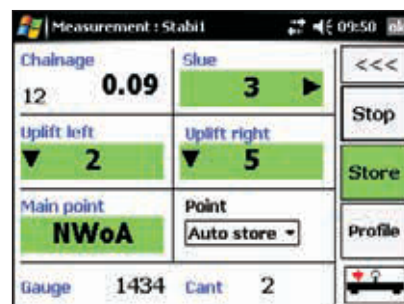 Measurement : Stabi1 09:50 ok
Chainage
12 0.09
Slue
3
<<<
Stop
Uplift left
2
Uplift right
5
Store
Main point
NWoA
Point
Auto store
Profile
Gauge 1434 Cant 2